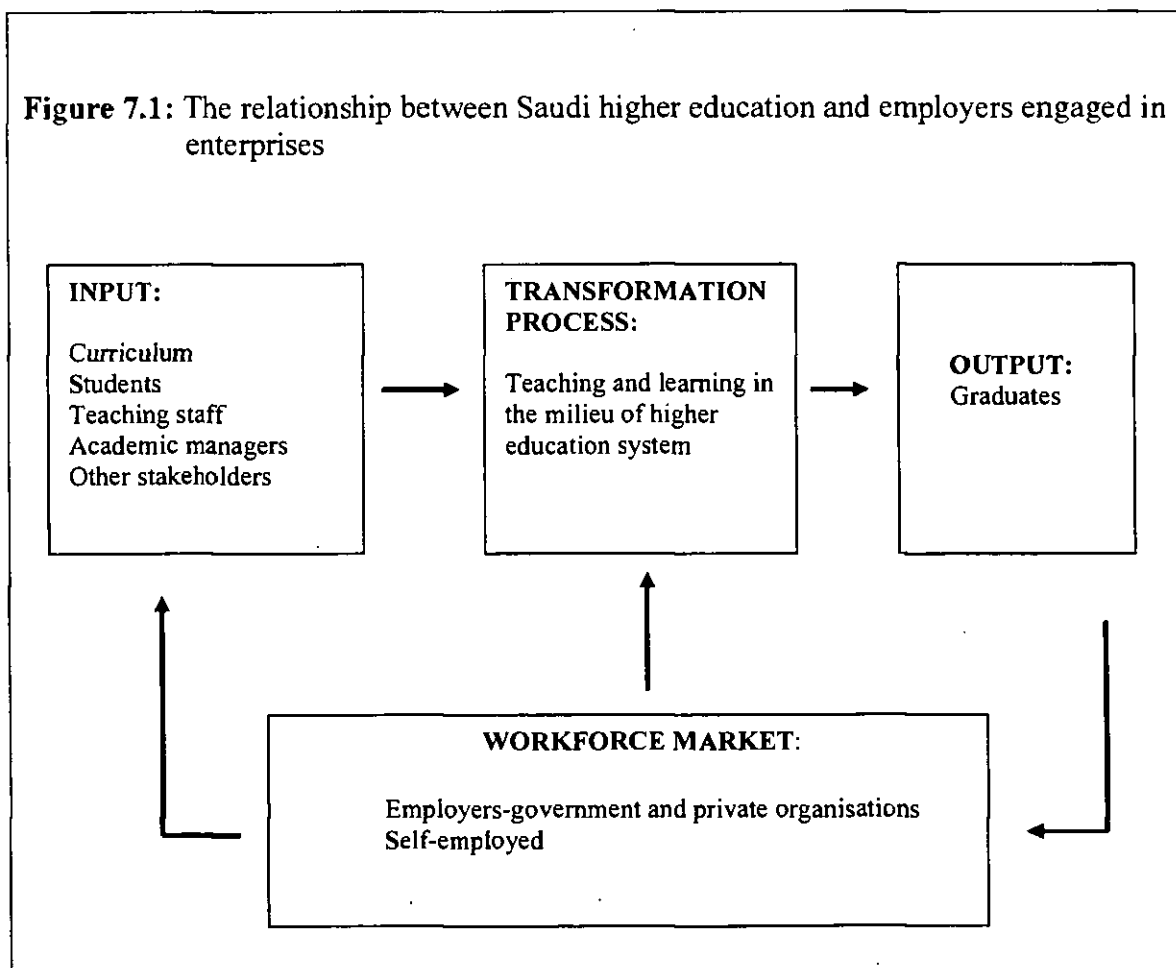 Figure 7.1: The relationship between Saudi higher education and employers engaged in
enterprises
INPUT:
Curriculum
Students
Teaching staff
Academic managers
Other stakeholders
TRANSFORMATION
PROCESS:
Teaching and learning in
the milieu of higher
education system
OUTPUT:
Graduates
WORKFORCE MARKET:
Employers-government and private organisations
Self-employed